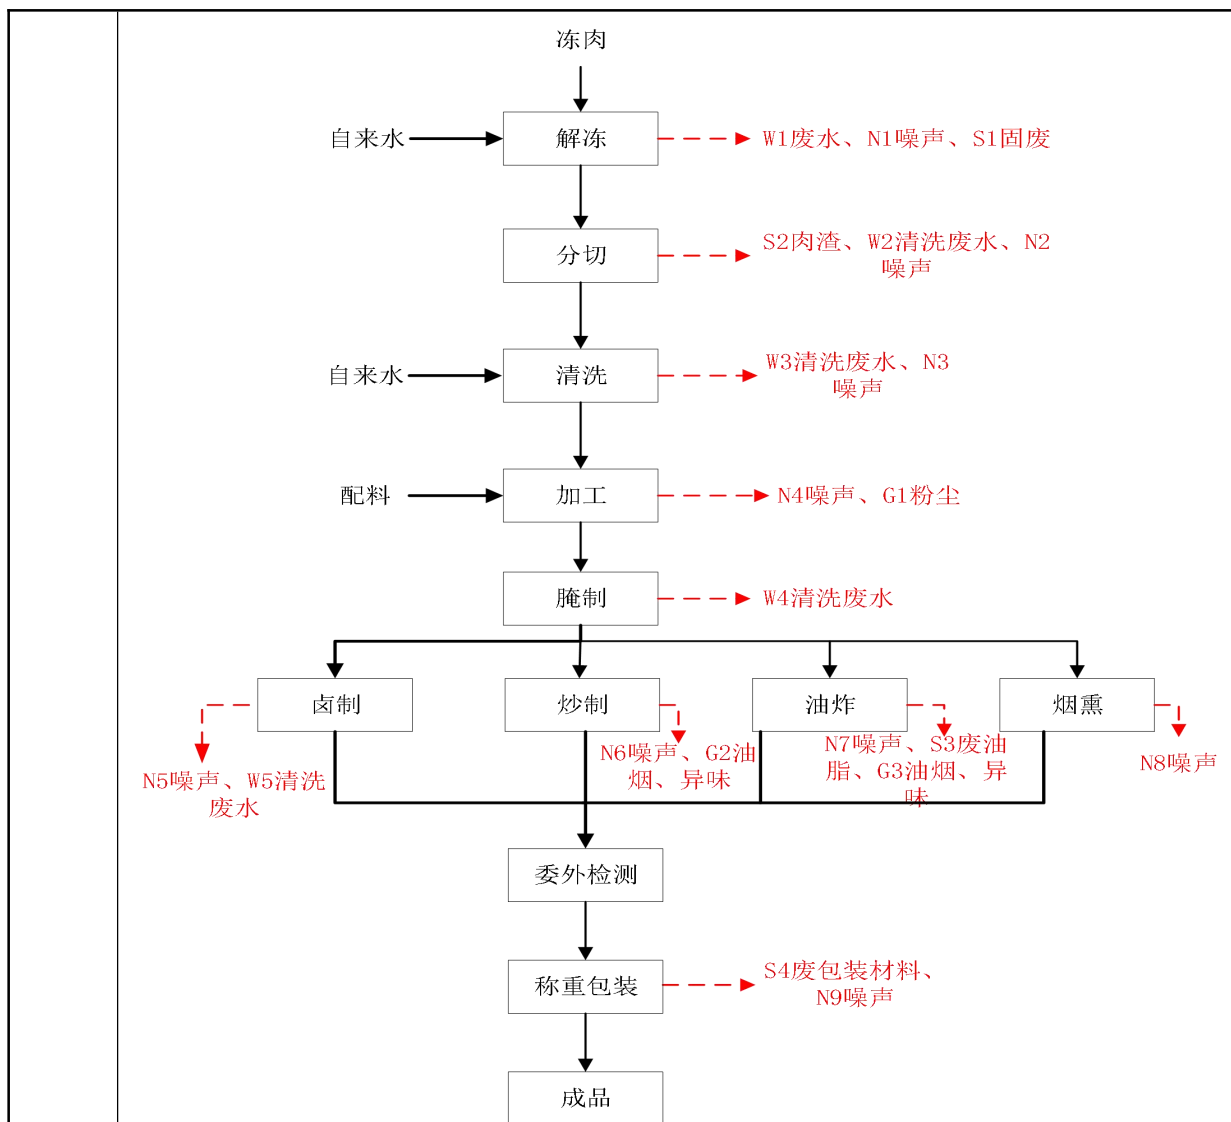 冻肉
自来水
解冻
W1废水、N1噪声、S1固废
分切
S2肉渣、W2清洗废水、N2
噪声
自来水
清洗
W3清洗废水、N3
噪声
配料
加工
N4噪声、G1粉尘
腌制
W4清洗废水
卤制
炒制
油炸
烟熏
N5噪声、W5清洗
废水
N6噪声、G2油
烟、异味
N7噪声、S3废油
脂、G3油烟、异
味
N8噪声
委外检测
称重包装
S4废包装材料、
N9噪声
成品